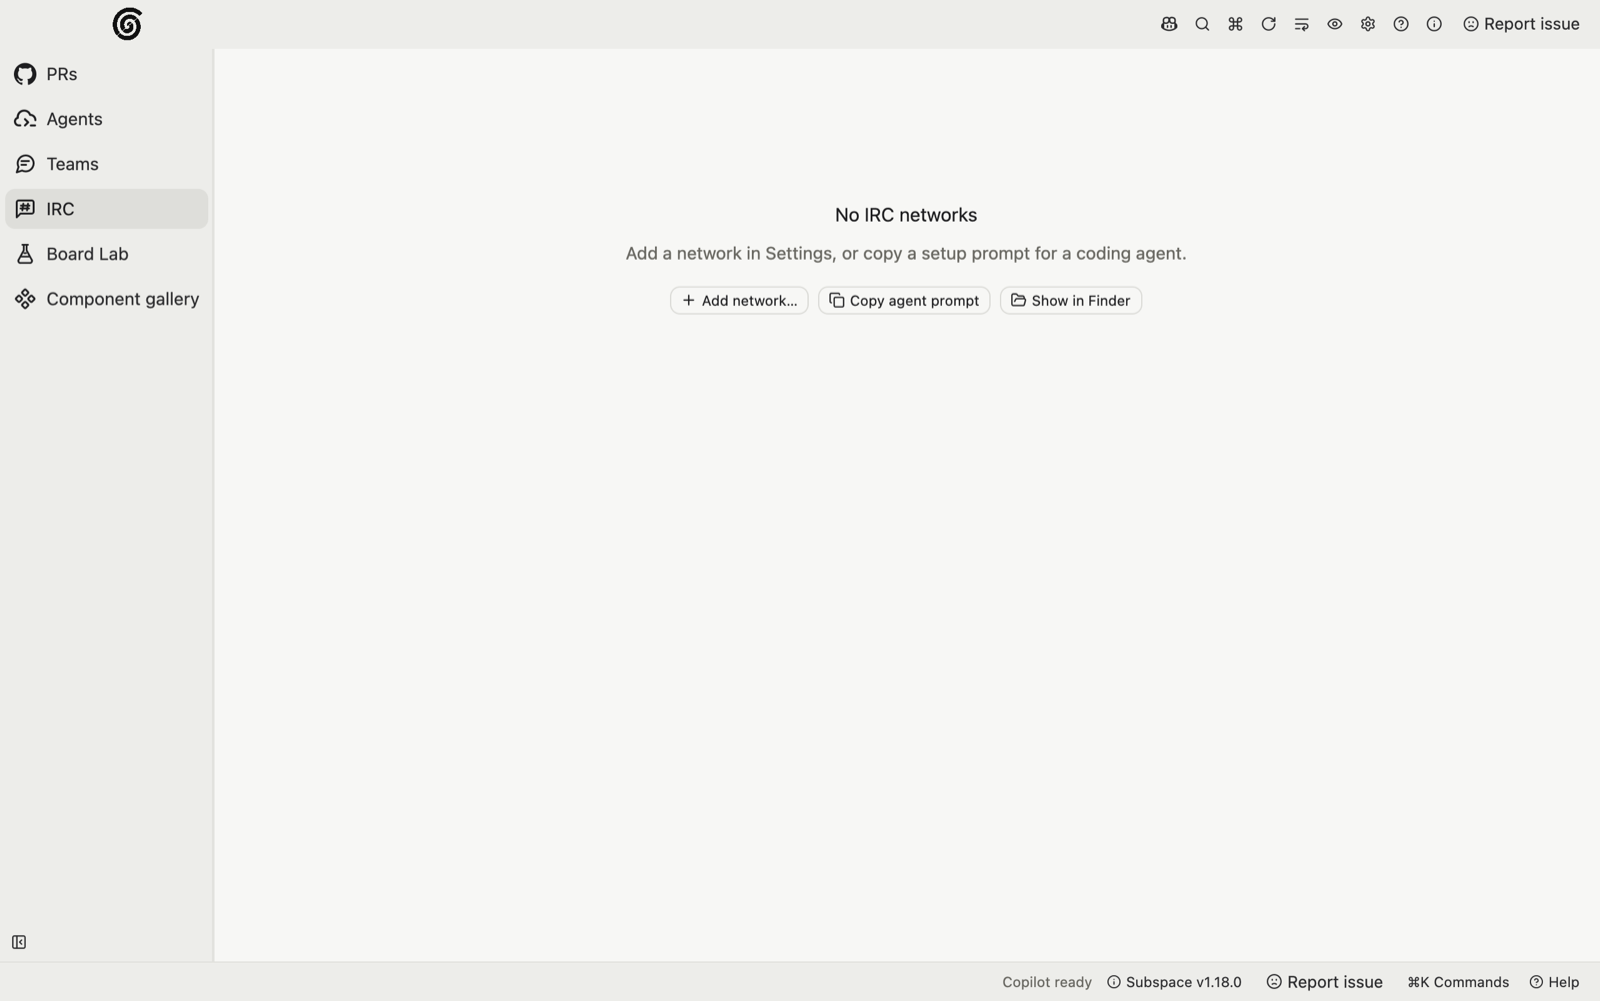 Report issue
PRs
Agents
Teams
IRC
Board Lab
Component gallery
No IRC networks
Add a network in Settings, or copy a setup prompt for a coding agent.
Add network...
Copy agent prompt
Show in Finder
Copilot ready
Subspace v1.18.0
Report issue
⌘K Commands
Help